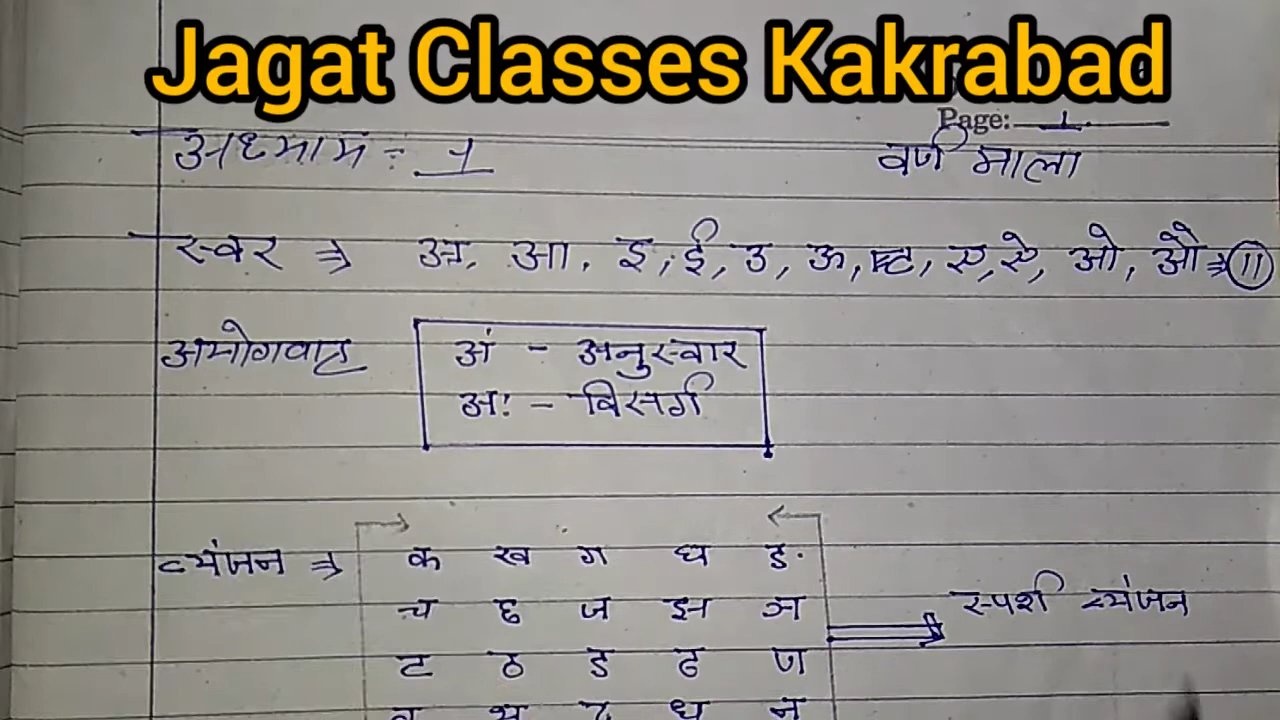 Jagat Classes Kakrabad
Page: 1
अध्याय :- 1 वर्ण माला
स्वर ⇒ अ, आ, इ, ई, उ, ऊ, ऋ, ए, ऐ, ओ, औ ⇒ 11
अयोगवाह
अं - अनुस्वार
अः - विसर्ग
व्यंजन ⇒ क ख ग घ ङ
च छ ज झ ञ
स्पर्श व्यंजन
ट ठ ड ढ ण
त थ द ध न